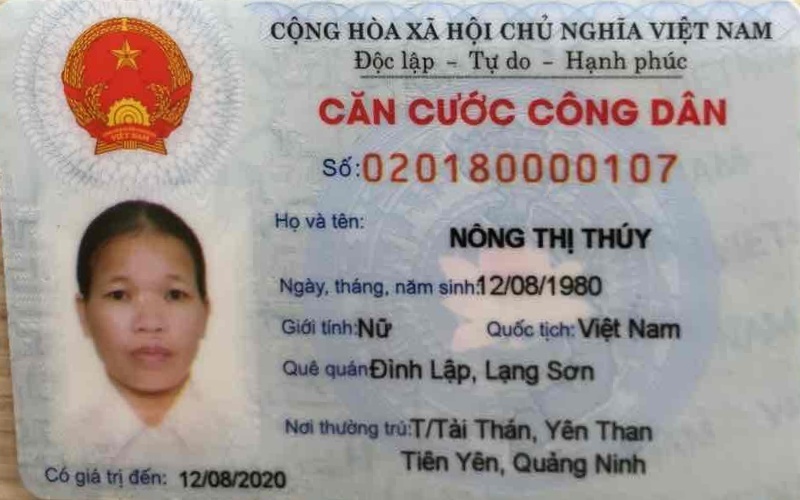 CỘNG HÒA XÃ HỘI CHỦ NGHĨA VIỆT NAM
Độc lập - Tự do - Hạnh phúc
CĂN CƯỚC CÔNG DÂN
Số: 020180000107
Họ và tên:
NÔNG THỊ THÚY
Ngày, tháng, năm sinh: 12/08/1980
Giới tính: Nữ Quốc tịch: Việt Nam
Quê quán Đình Lập, Lạng Sơn
Nơi thường trú: T/Tài Thán, Yên Than
Tiên Yên, Quảng Ninh
Có giá trị đến: 12/08/2020